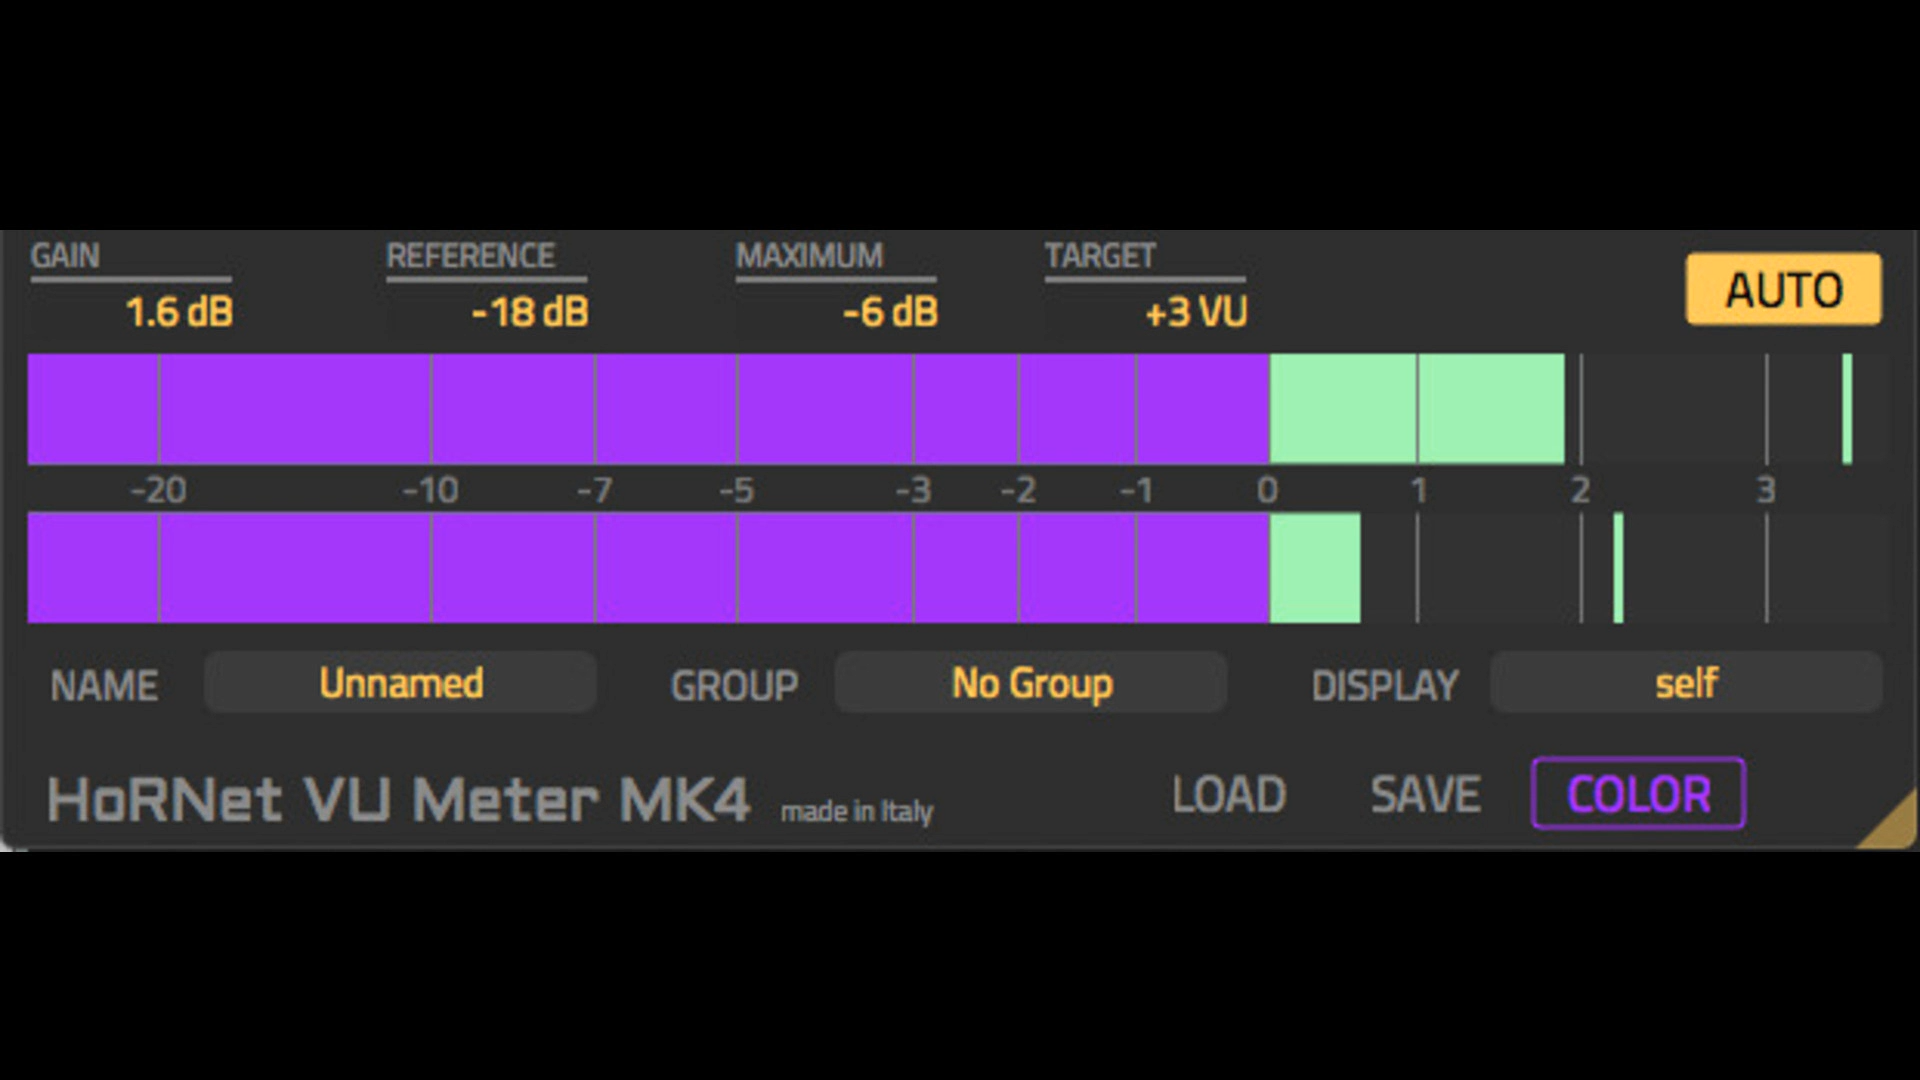 GAIN REFERENCE MAXIMUM TARGET
1.6 dB -18 dB -6 dB +3 VU AUTO
-20 -10 -7 -5 -3 -2 -1 0 1 2 3
NAME Unnamed GROUP No Group DISPLAY self
HoRNet VU Meter MK4 made in Italy LOAD SAVE COLOR